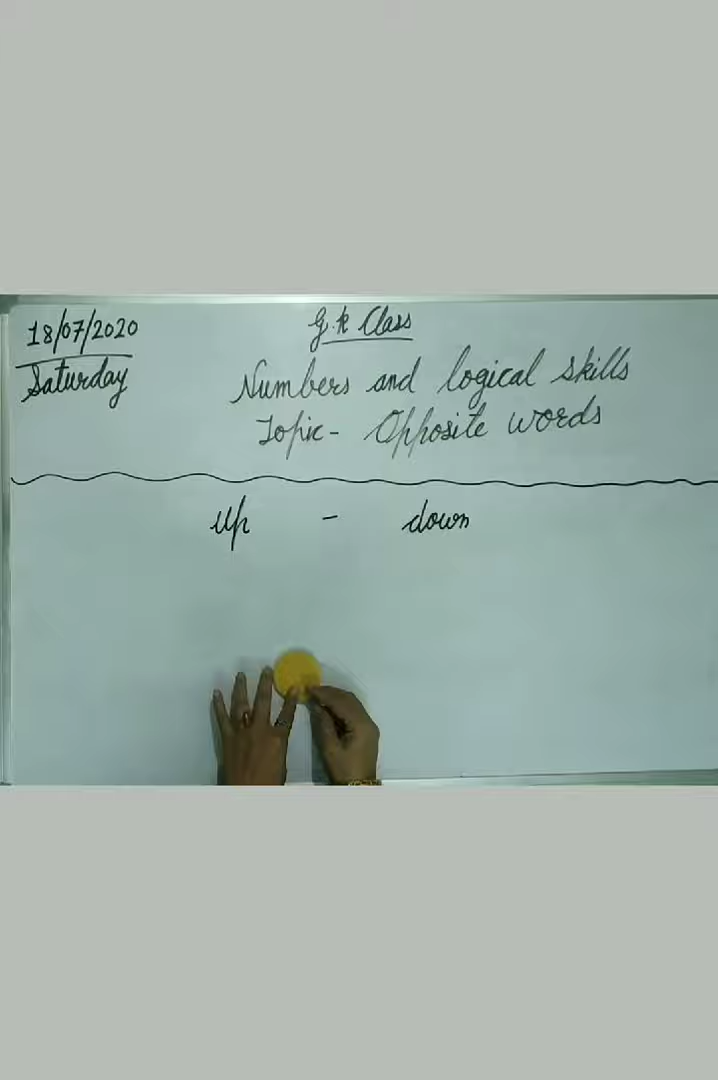 18/07/2020
Saturday
G.K Class
Numbers and logical skills
Topic- Opposite words
up - down